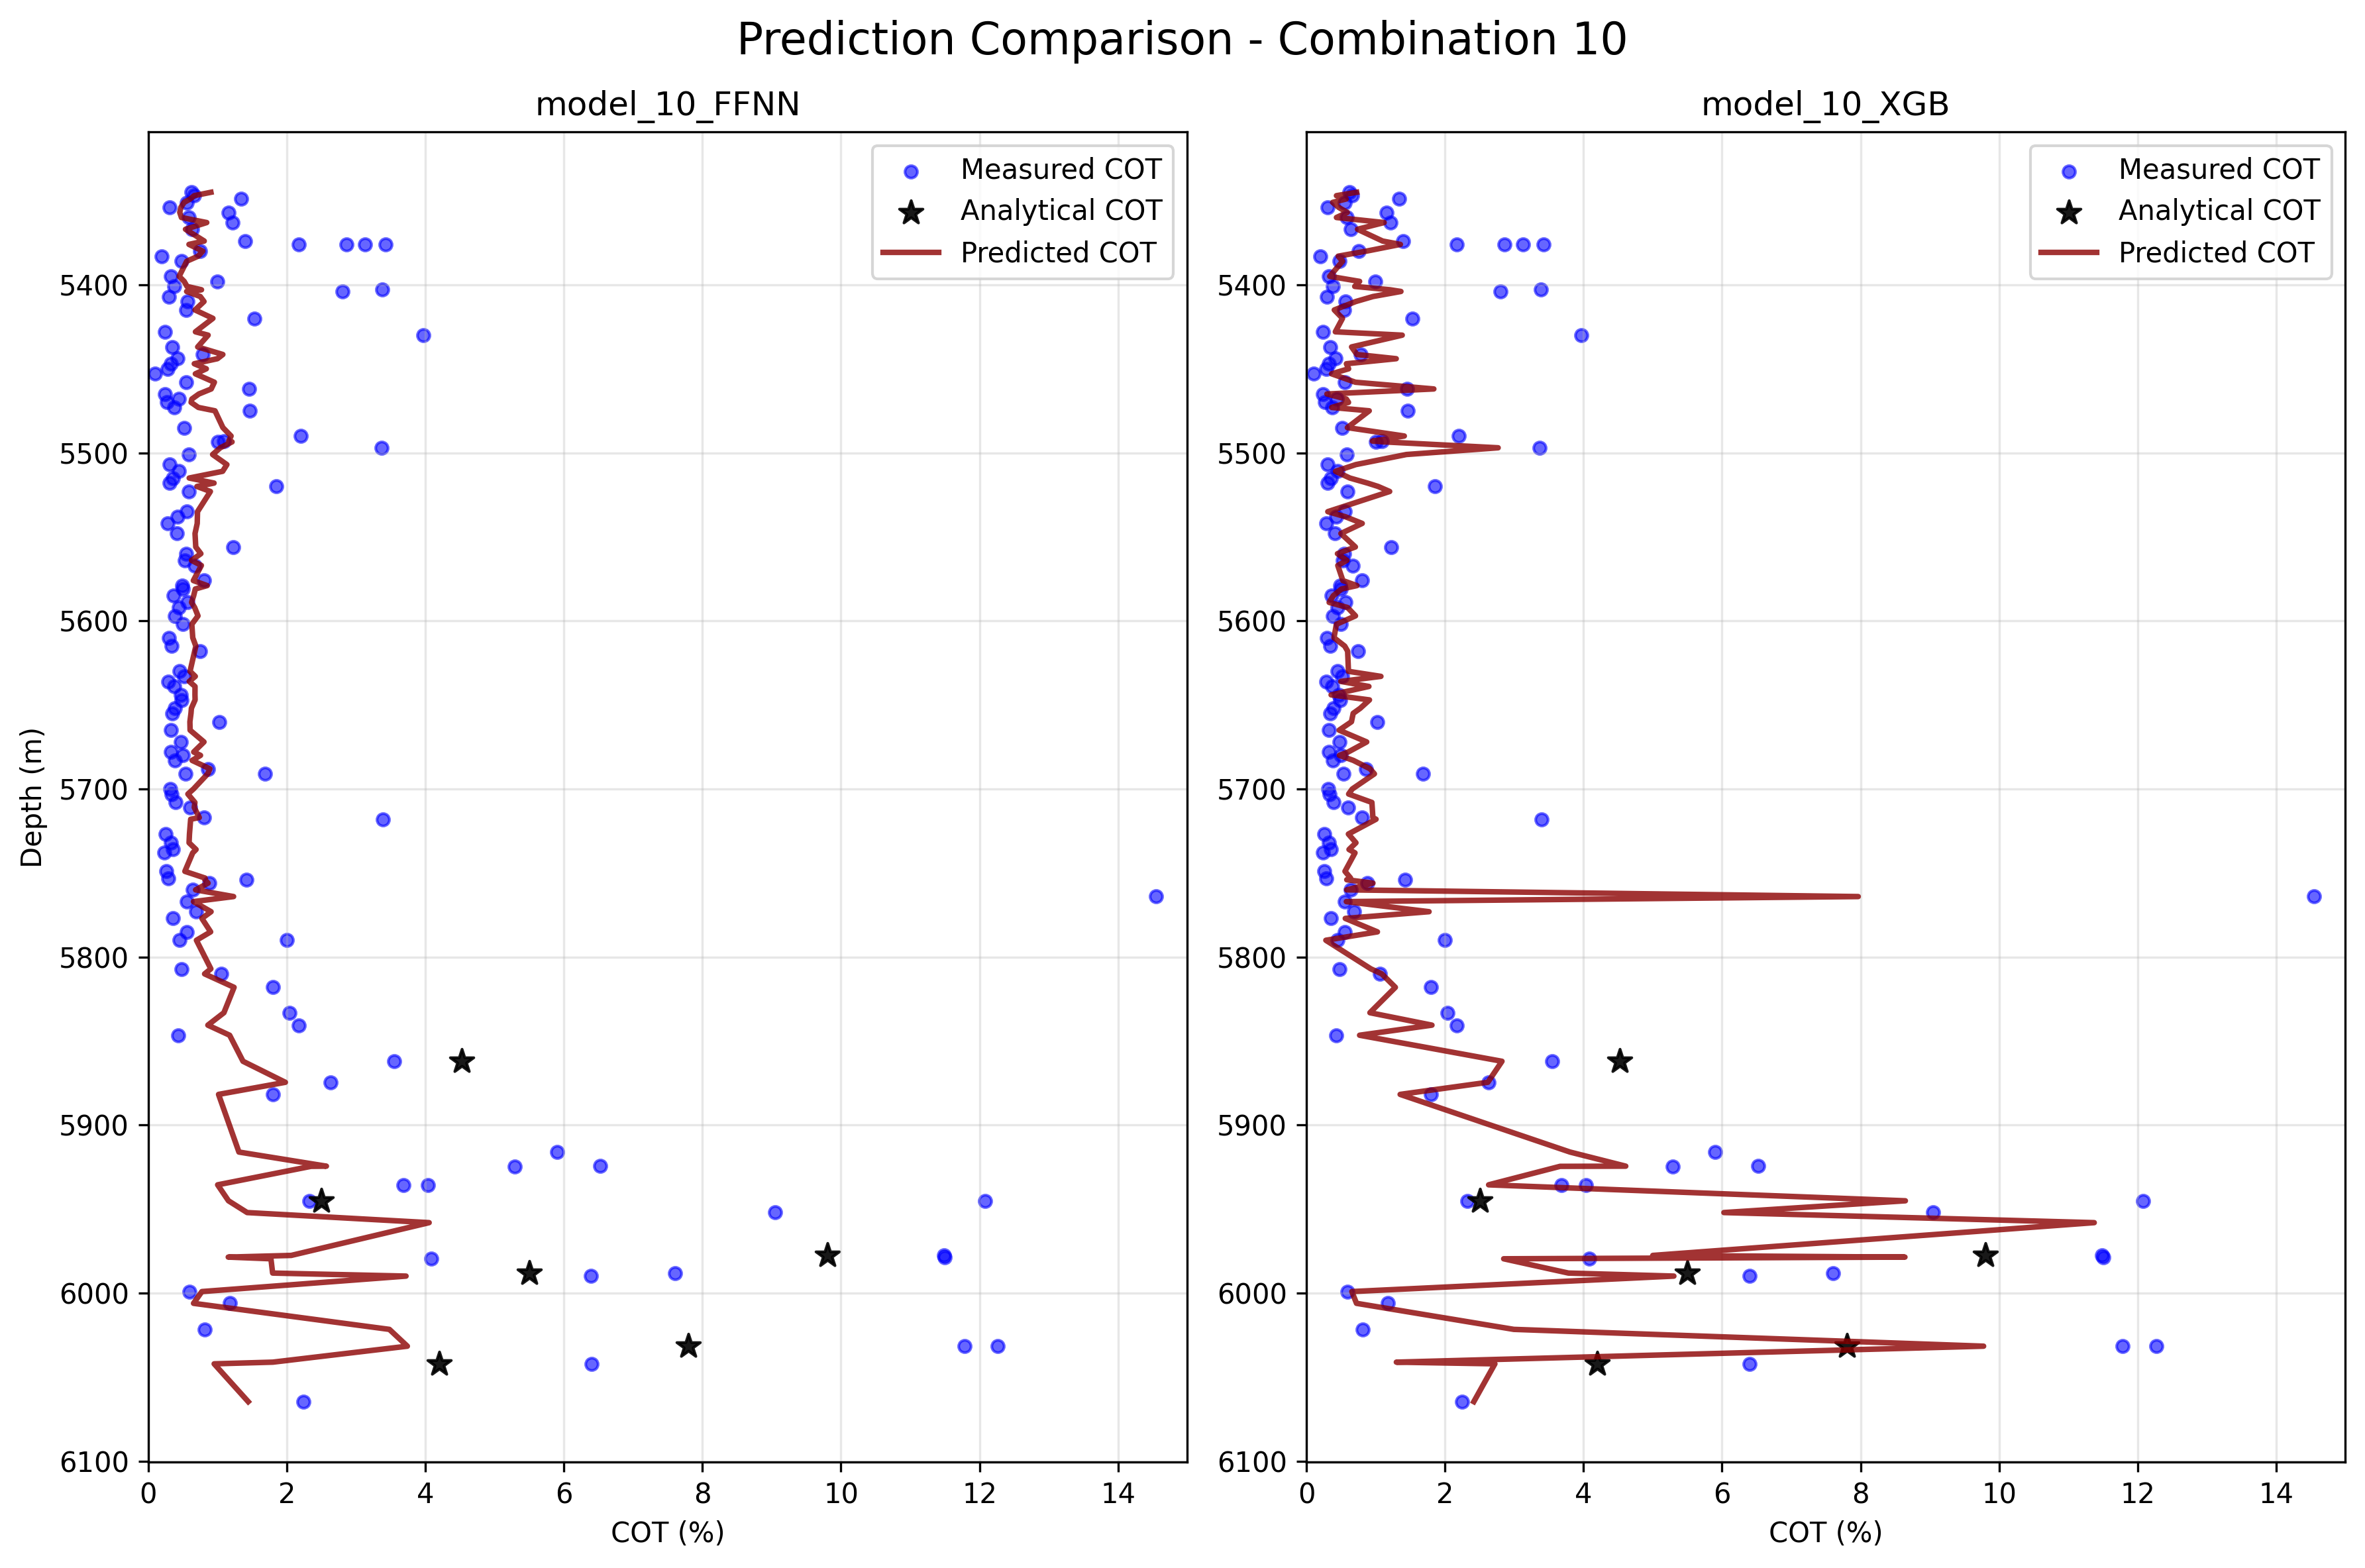 Prediction Comparison - Combination 10
model_10_FFNN
Measured COT
Analytical COT
Predicted COT
5400
5500
5600
5700
5800
5900
6000
6100
Depth (m)
0 2 4 6 8 10 12 14
COT (%)
model_10_XGB
Measured COT
Analytical COT
Predicted COT
5400
5500
5600
5700
5800
5900
6000
6100
0 2 4 6 8 10 12 14
COT (%)